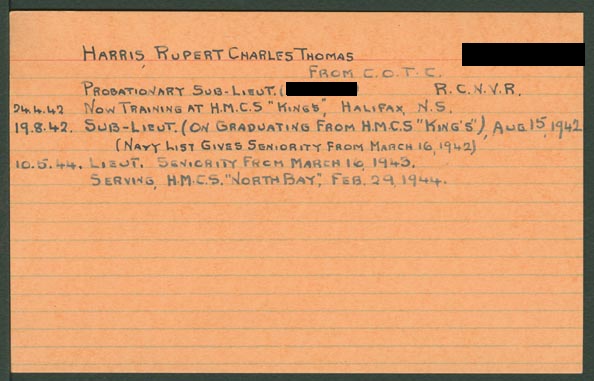 HARRIS, RUPERT CHARLES THOMAS
FROM C.O.T.C.
PROBATIONARY SUB-LIEUT. ( R.C.N.V.R.
24.4.42 NOW TRAINING AT H.M.C.S "KINGS", HALIFAX, N.S.
19.8.42. SUB-LIEUT. (ON GRADUATING FROM H.M.C.S "KING'S"), AUG 15, 1942
(NAVY LIST GIVES SENIORITY FROM MARCH 16, 1942)
10.5.44. LIEUT. SENIORITY FROM MARCH 16, 1943.
SERVING, H.M.C.S. "NORTH BAY", FEB. 29, 1944.